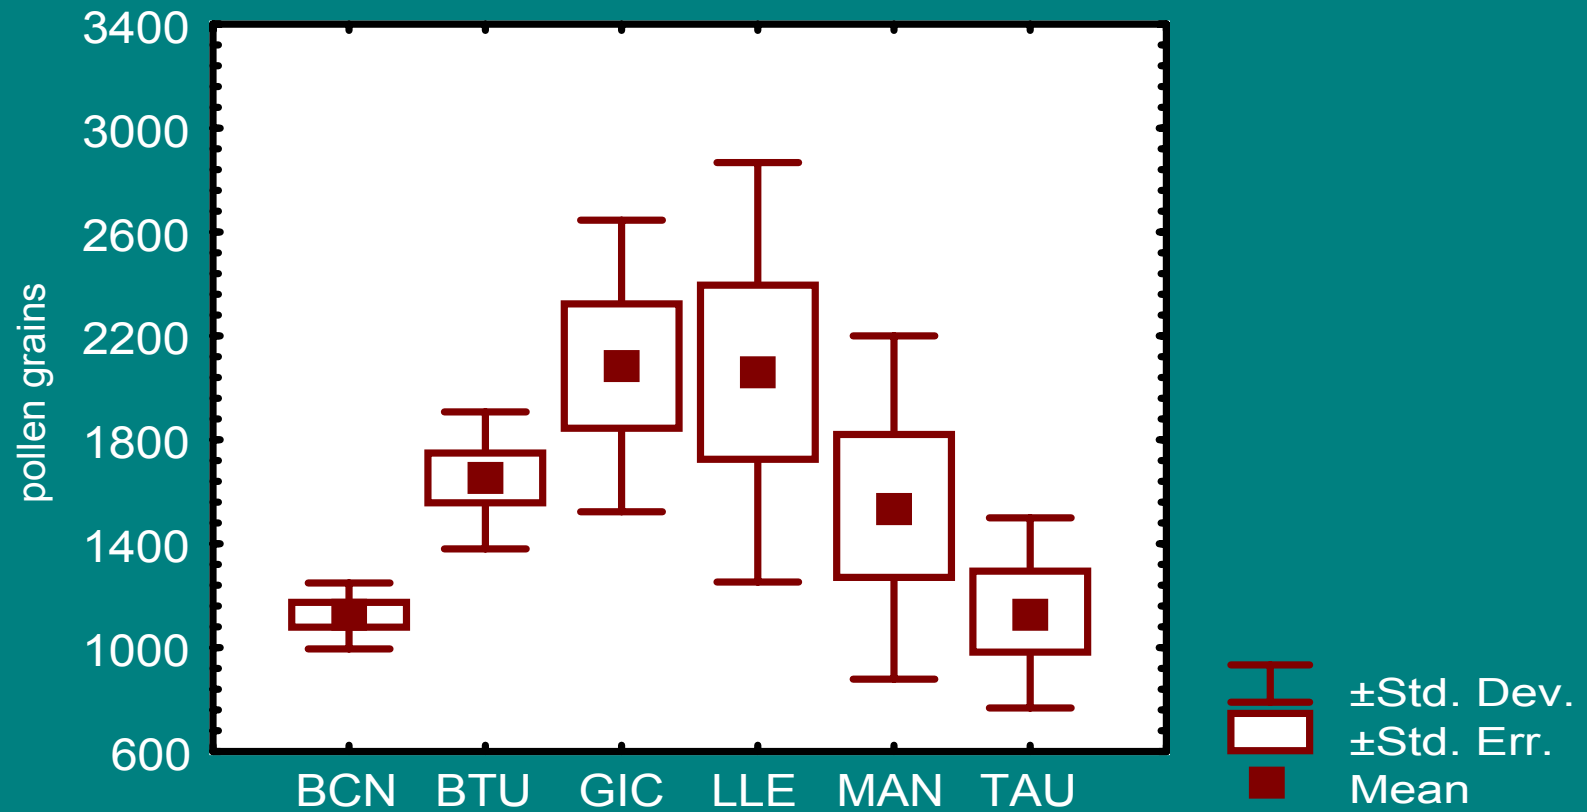 3400
3000
2600
2200
1800
1400
1000
600
pollen grains
BCN BTU GIC LLE MAN TAU
±Std. Dev.
±Std. Err.
Mean